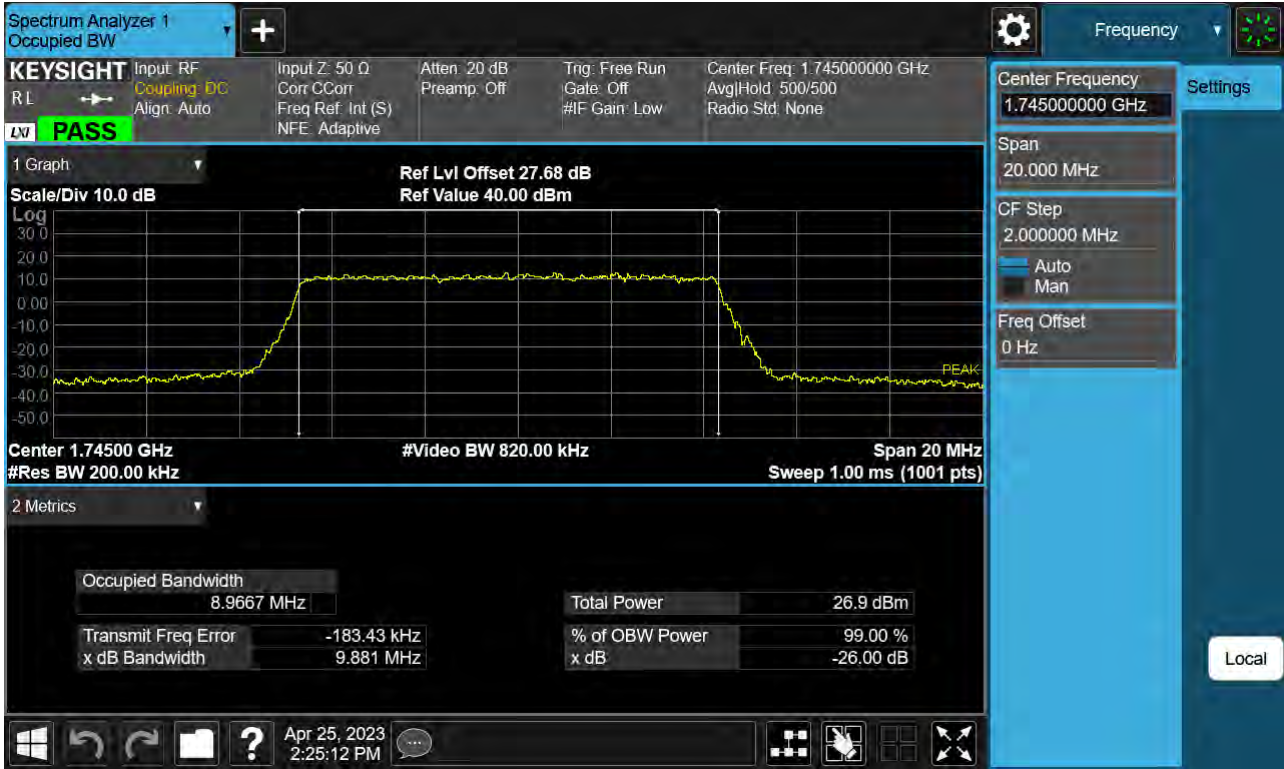 Spectrum Analyzer 1
Occupied BW
+
Frequency
KEYSIGHT
R L
LXI PASS
Input: RF
Coupling: DC
Align: Auto
Input Z: 50 Ω
Corr CCorr
Freq Ref: Int (S)
NFE: Adaptive
Atten: 20 dB
Preamp: Off
Trig: Free Run
Gate: Off
#IF Gain: Low
Center Freq: 1.745000000 GHz
Avg|Hold: 500/500
Radio Std: None
Center Frequency
1.745000000 GHz
Settings
Span
20.000 MHz
CF Step
2.000000 MHz
Auto
Man
Freq Offset
0 Hz
Local
1 Graph
Scale/Div 10.0 dB
Ref Lvl Offset 27.68 dB
Ref Value 40.00 dBm
Log
30.0
20.0
10.0
0.00
-10.0
-20.0
-30.0
-40.0
-50.0
PEAK
Center 1.74500 GHz
#Video BW 820.00 kHz
Span 20 MHz
#Res BW 200.00 kHz
Sweep 1.00 ms (1001 pts)
2 Metrics
Occupied Bandwidth
8.9667 MHz
Total Power 26.9 dBm
Transmit Freq Error -183.43 kHz
% of OBW Power 99.00 %
x dB Bandwidth 9.881 MHz
x dB -26.00 dB
?
Apr 25, 2023
2:25:12 PM